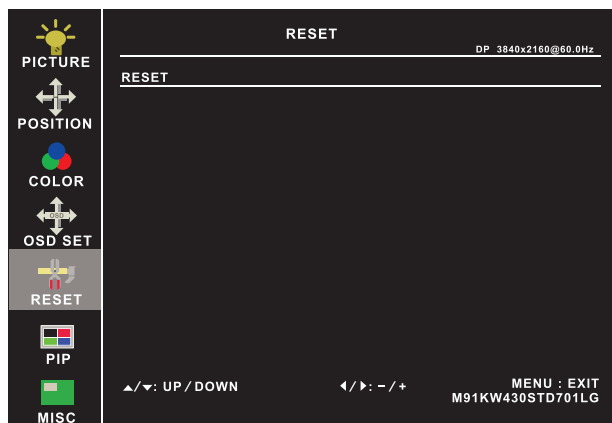 PICTURE
POSITION
COLOR
OSD
OSD SET
RESET
PIP
MISC
RESET
DP 3840x2160@60.0Hz
RESET
▲/▼: UP / DOWN
◀/▶: – / +
MENU : EXIT
M91KW430STD701LG